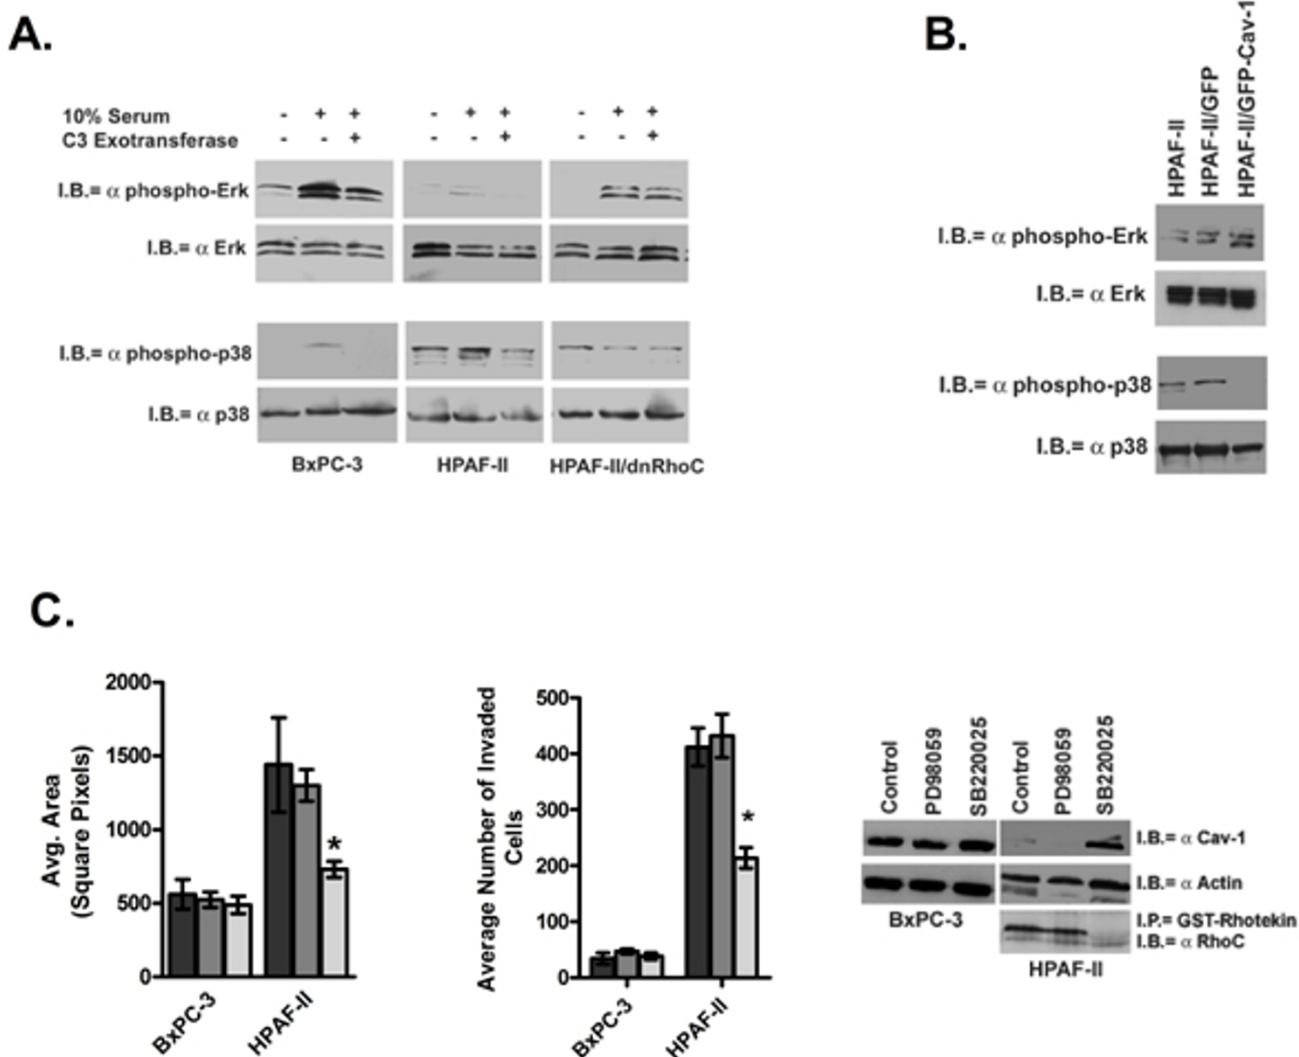 A.
10% Serum - + + - + + - + +
C3 Exotransferase - - + - - + - - +
I.B.= α phospho-Erk
I.B.= α Erk
I.B.= α phospho-p38
I.B.= α p38
BxPC-3 HPAF-II HPAF-II/dnRhoC
B.
HPAF-II
HPAF-II/GFP
HPAF-II/GFP-Cav-1
I.B.= α phospho-Erk
I.B.= α Erk
I.B.= α phospho-p38
I.B.= α p38
C.
Avg. Area
(Square Pixels)
2000
1500
1000
500
0
*
BxPC-3
HPAF-II
Average Number of Invaded
Cells
500
400
300
200
100
0
*
BxPC-3
HPAF-II
Control
PD98059
SB220025
Control
PD98059
SB220025
I.B.= α Cav-1
I.B.= α Actin
BxPC-3
I.P.= GST-Rhotekin
I.B.= α RhoC
HPAF-II